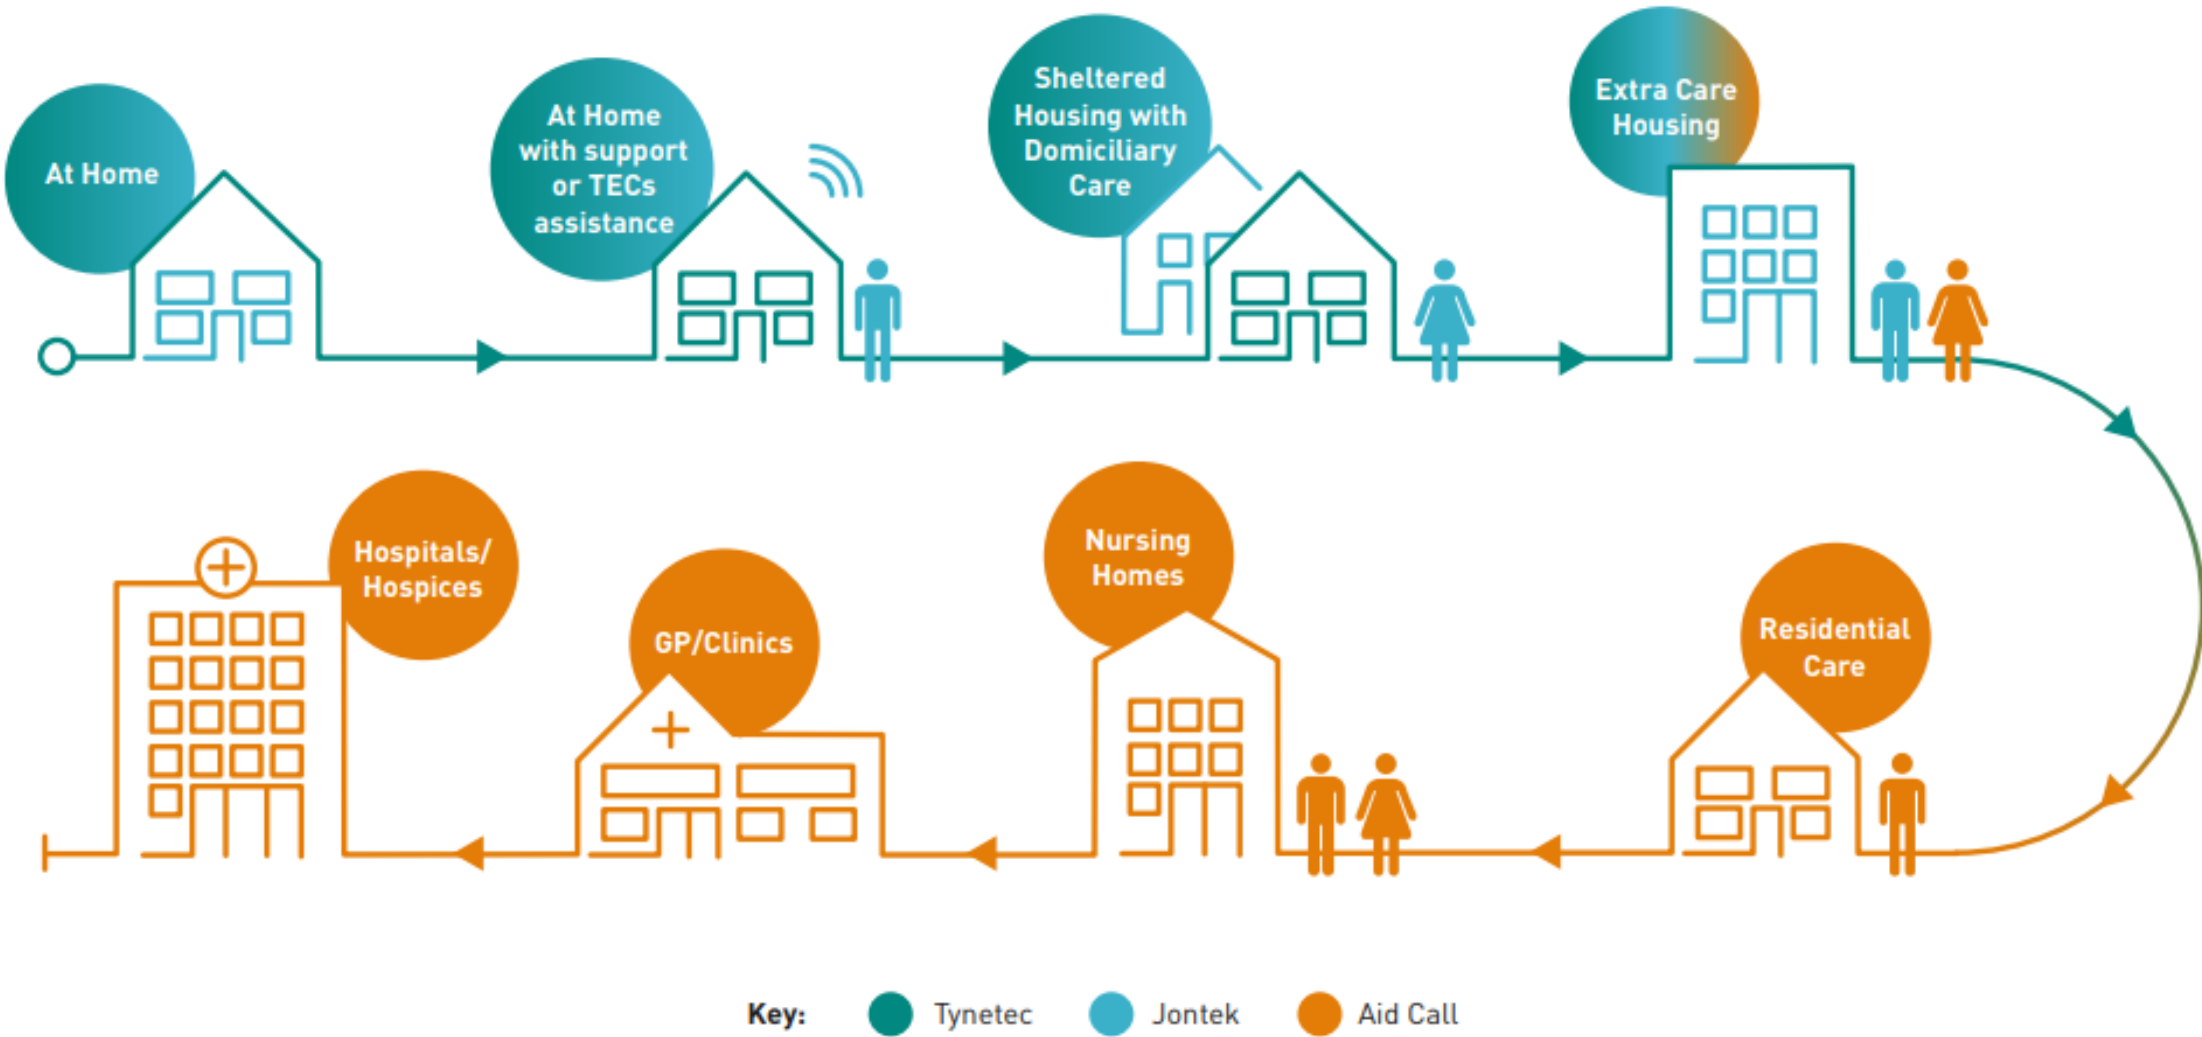 At Home
At Home
with support
or TECs
assistance
Sheltered
Housing with
Domiciliary
Care
Extra Care
Housing
Residential
Care
Nursing
Homes
GP/Clinics
Hospitals/
Hospices
Key: Tynetec Jontek Aid Call